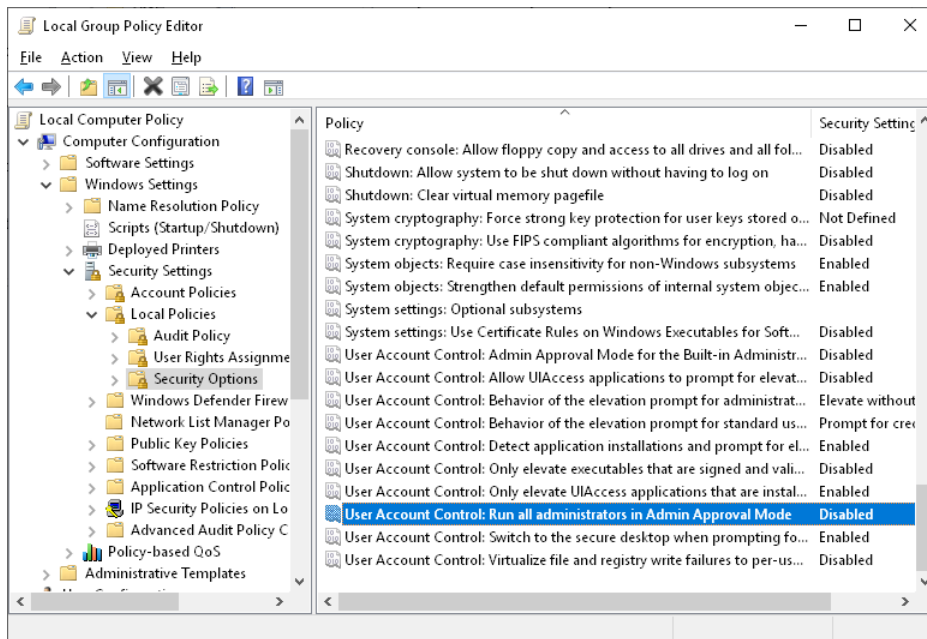 Local Group Policy Editor
File Action View Help
Local Computer Policy
Computer Configuration
Software Settings
Windows Settings
Name Resolution Policy
Scripts (Startup/Shutdown)
Deployed Printers
Security Settings
Account Policies
Local Policies
Audit Policy
User Rights Assignme
Security Options
Windows Defender Firew
Network List Manager Po
Public Key Policies
Software Restriction Polic
Application Control Polic
IP Security Policies on Lo
Advanced Audit Policy C
Policy-based QoS
Administrative Templates
Policy Security Setting
Recovery console: Allow floppy copy and access to all drives and all fol... Disabled
Shutdown: Allow system to be shut down without having to log on Disabled
Shutdown: Clear virtual memory pagefile Disabled
System cryptography: Force strong key protection for user keys stored o... Not Defined
System cryptography: Use FIPS compliant algorithms for encryption, ha... Disabled
System objects: Require case insensitivity for non-Windows subsystems Enabled
System objects: Strengthen default permissions of internal system objec... Enabled
System settings: Optional subsystems
System settings: Use Certificate Rules on Windows Executables for Soft... Disabled
User Account Control: Admin Approval Mode for the Built-in Administr... Disabled
User Account Control: Allow UIAccess applications to prompt for elevat... Disabled
User Account Control: Behavior of the elevation prompt for administrat... Elevate without
User Account Control: Behavior of the elevation prompt for standard us... Prompt for cre
User Account Control: Detect application installations and prompt for el... Enabled
User Account Control: Only elevate executables that are signed and vali... Disabled
User Account Control: Only elevate UIAccess applications that are instal... Enabled
User Account Control: Run all administrators in Admin Approval Mode Disabled
User Account Control: Switch to the secure desktop when prompting fo... Enabled
User Account Control: Virtualize file and registry write failures to per-us... Disabled